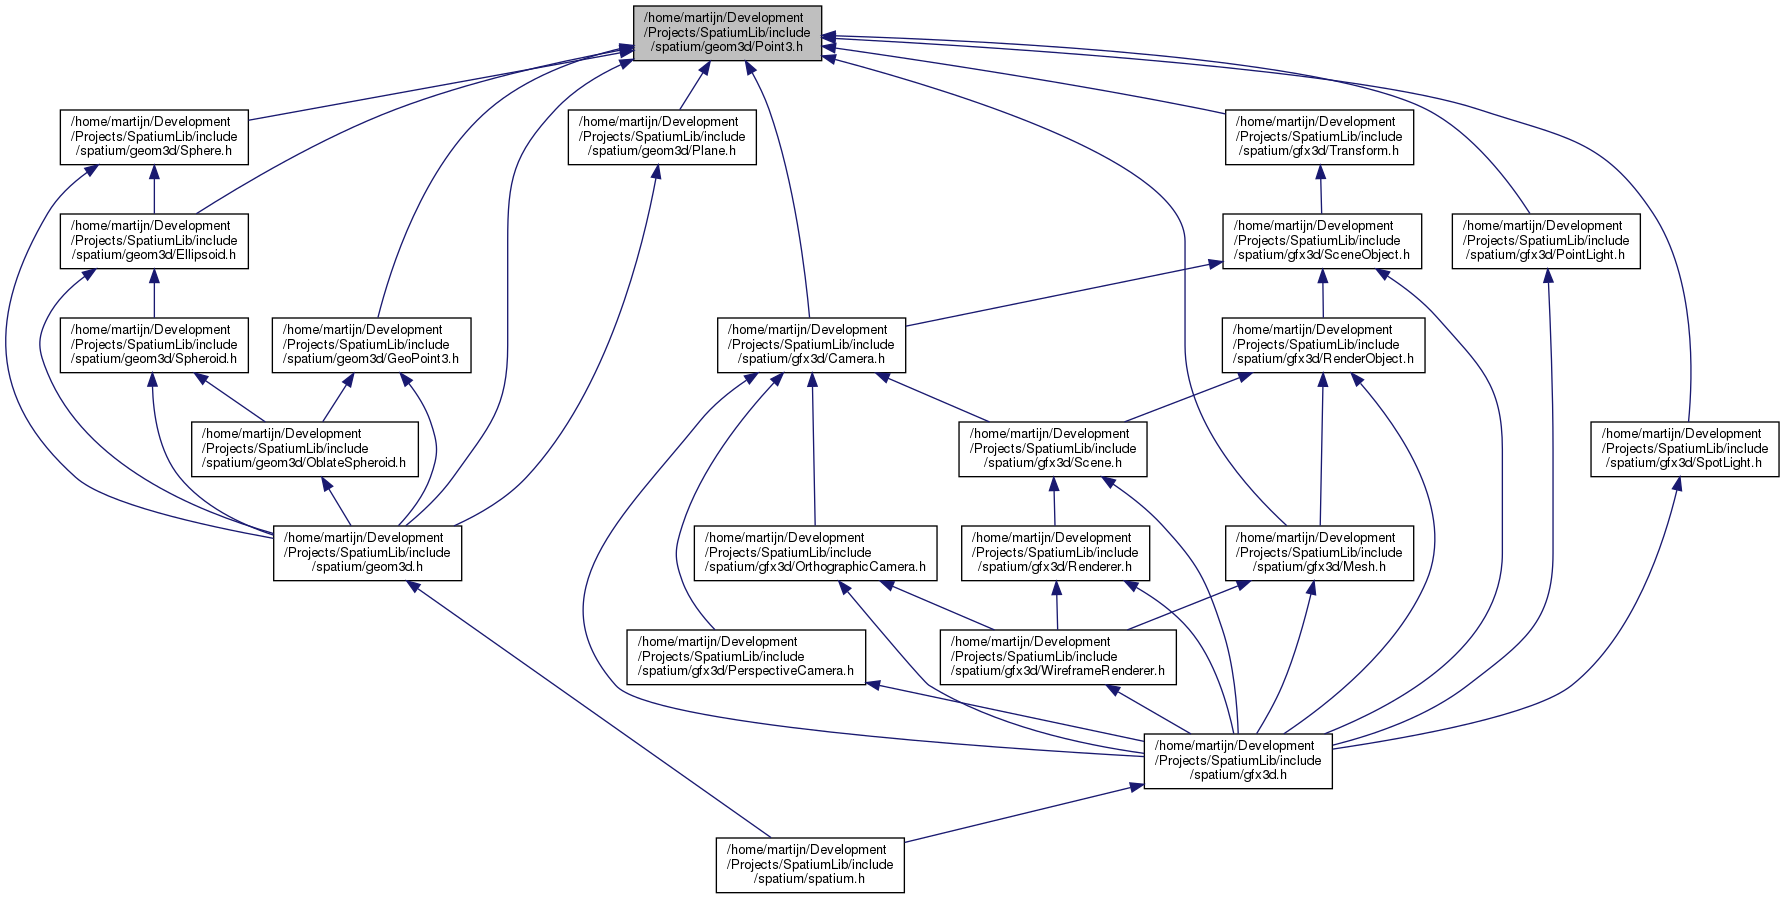 /home/martijn/Development
/Projects/SpatiumLib/include
/spatium/geom3d/Point3.h
/home/martijn/Development
/Projects/SpatiumLib/include
/spatium/geom3d/Sphere.h
/home/martijn/Development
/Projects/SpatiumLib/include
/spatium/geom3d/Plane.h
/home/martijn/Development
/Projects/SpatiumLib/include
/spatium/gfx3d/Transform.h
/home/martijn/Development
/Projects/SpatiumLib/include
/spatium/geom3d/Ellipsoid.h
/home/martijn/Development
/Projects/SpatiumLib/include
/spatium/gfx3d/SceneObject.h
/home/martijn/Development
/Projects/SpatiumLib/include
/spatium/gfx3d/PointLight.h
/home/martijn/Development
/Projects/SpatiumLib/include
/spatium/geom3d/Spheroid.h
/home/martijn/Development
/Projects/SpatiumLib/include
/spatium/geom3d/GeoPoint3.h
/home/martijn/Development
/Projects/SpatiumLib/include
/spatium/gfx3d/Camera.h
/home/martijn/Development
/Projects/SpatiumLib/include
/spatium/gfx3d/RenderObject.h
/home/martijn/Development
/Projects/SpatiumLib/include
/spatium/geom3d/OblateSpheroid.h
/home/martijn/Development
/Projects/SpatiumLib/include
/spatium/gfx3d/Scene.h
/home/martijn/Development
/Projects/SpatiumLib/include
/spatium/gfx3d/SpotLight.h
/home/martijn/Development
/Projects/SpatiumLib/include
/spatium/geom3d.h
/home/martijn/Development
/Projects/SpatiumLib/include
/spatium/gfx3d/OrthographicCamera.h
/home/martijn/Development
/Projects/SpatiumLib/include
/spatium/gfx3d/Renderer.h
/home/martijn/Development
/Projects/SpatiumLib/include
/spatium/gfx3d/Mesh.h
/home/martijn/Development
/Projects/SpatiumLib/include
/spatium/gfx3d/PerspectiveCamera.h
/home/martijn/Development
/Projects/SpatiumLib/include
/spatium/gfx3d/WireframeRenderer.h
/home/martijn/Development
/Projects/SpatiumLib/include
/spatium/gfx3d.h
/home/martijn/Development
/Projects/SpatiumLib/include
/spatium/spatium.h